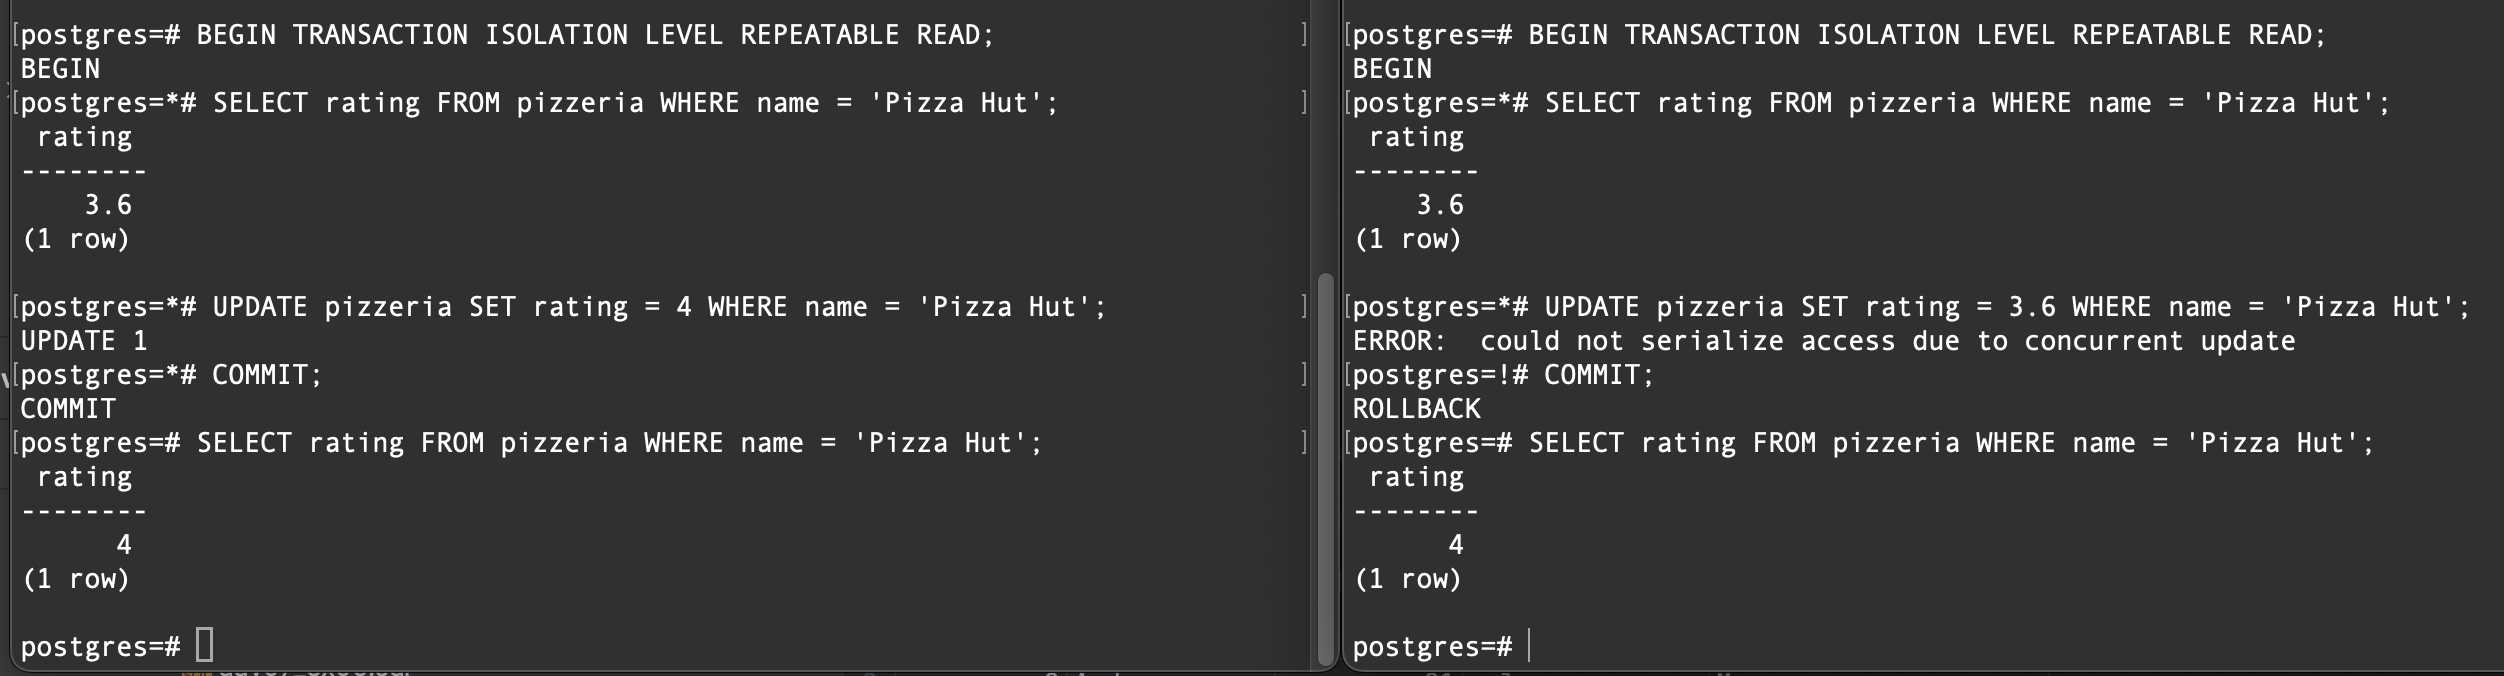 postgres=# BEGIN TRANSACTION ISOLATION LEVEL REPEATABLE READ;
BEGIN
postgres=*# SELECT rating FROM pizzeria WHERE name = 'Pizza Hut';
rating
--------
3.6
(1 row)
postgres=*# UPDATE pizzeria SET rating = 4 WHERE name = 'Pizza Hut';
UPDATE 1
postgres=*# COMMIT;
COMMIT
postgres=# SELECT rating FROM pizzeria WHERE name = 'Pizza Hut';
rating
--------
4
(1 row)
postgres=#
postgres=# BEGIN TRANSACTION ISOLATION LEVEL REPEATABLE READ;
BEGIN
postgres=*# SELECT rating FROM pizzeria WHERE name = 'Pizza Hut';
rating
--------
3.6
(1 row)
postgres=*# UPDATE pizzeria SET rating = 3.6 WHERE name = 'Pizza Hut';
ERROR:  could not serialize access due to concurrent update
postgres=!# COMMIT;
ROLLBACK
postgres=# SELECT rating FROM pizzeria WHERE name = 'Pizza Hut';
rating
--------
4
(1 row)
postgres=#